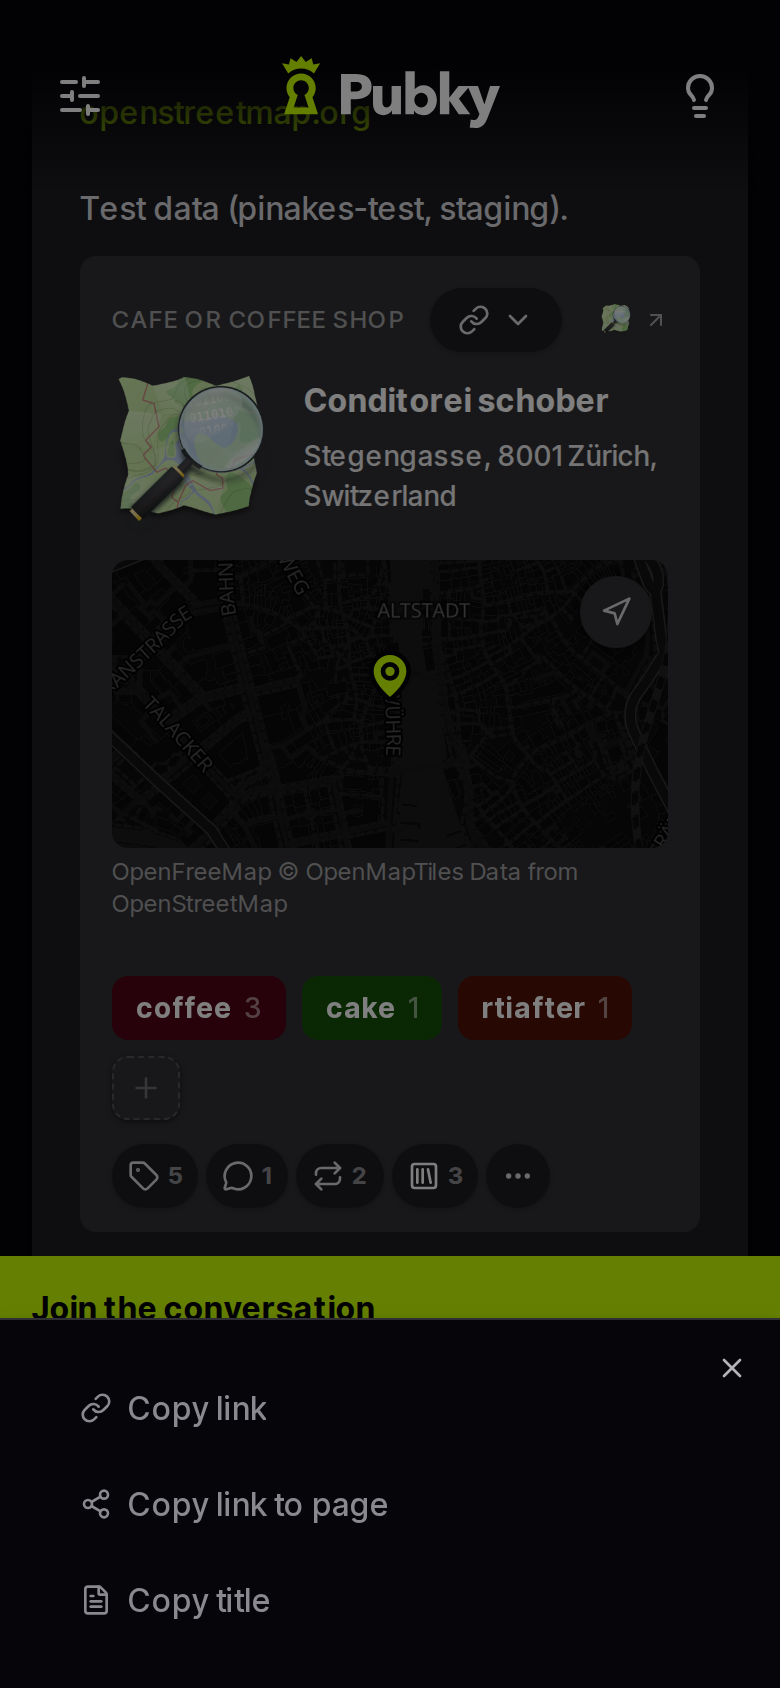 openstreetmap.org
Pubky
Test data (pinakes-test, staging).
CAFE OR COFFEE SHOP
Conditorei schober
Stegengasse, 8001 Zürich,
Switzerland
BAHN
WEG
ALTSTADT
TALACKER
OpenFreeMap © OpenMapTiles Data from
OpenStreetMap
coffee 3
cake 1
rtiafter 1
5
1
2
3
Join the conversation
Copy link
Copy link to page
Copy title